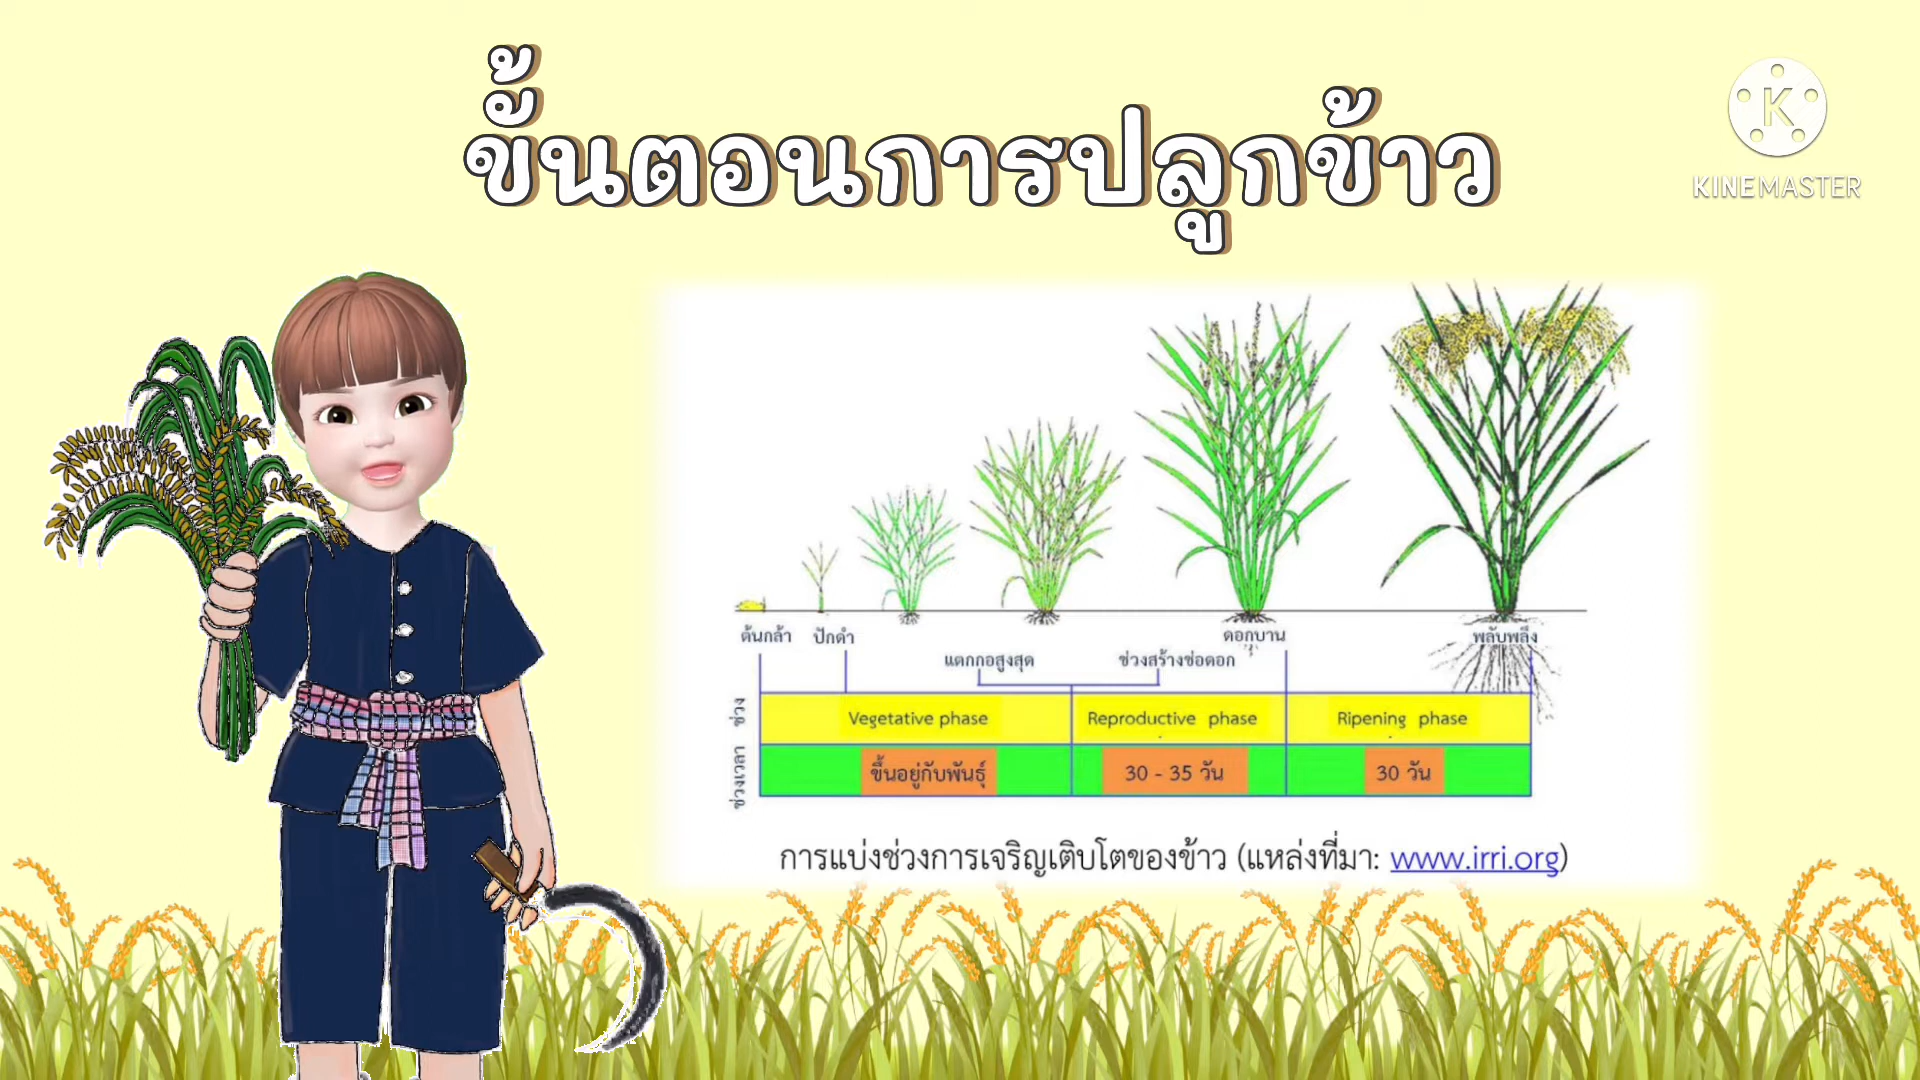 ขั้นตอนการปลูกข้าว
K
KINEMASTER
ต้นกล้า ปักดำ ดอกบาน พลับพลึง
แตกกอสูงสุด ช่วงสร้างช่อดอก
ช่วง Vegetative phase Reproductive phase Ripening phase
ช่วงเวลา ขึ้นอยู่กับพันธุ์ 30 - 35 วัน 30 วัน
การแบ่งช่วงการเจริญเติบโตของข้าว (แหล่งที่มา: www.irri.org)